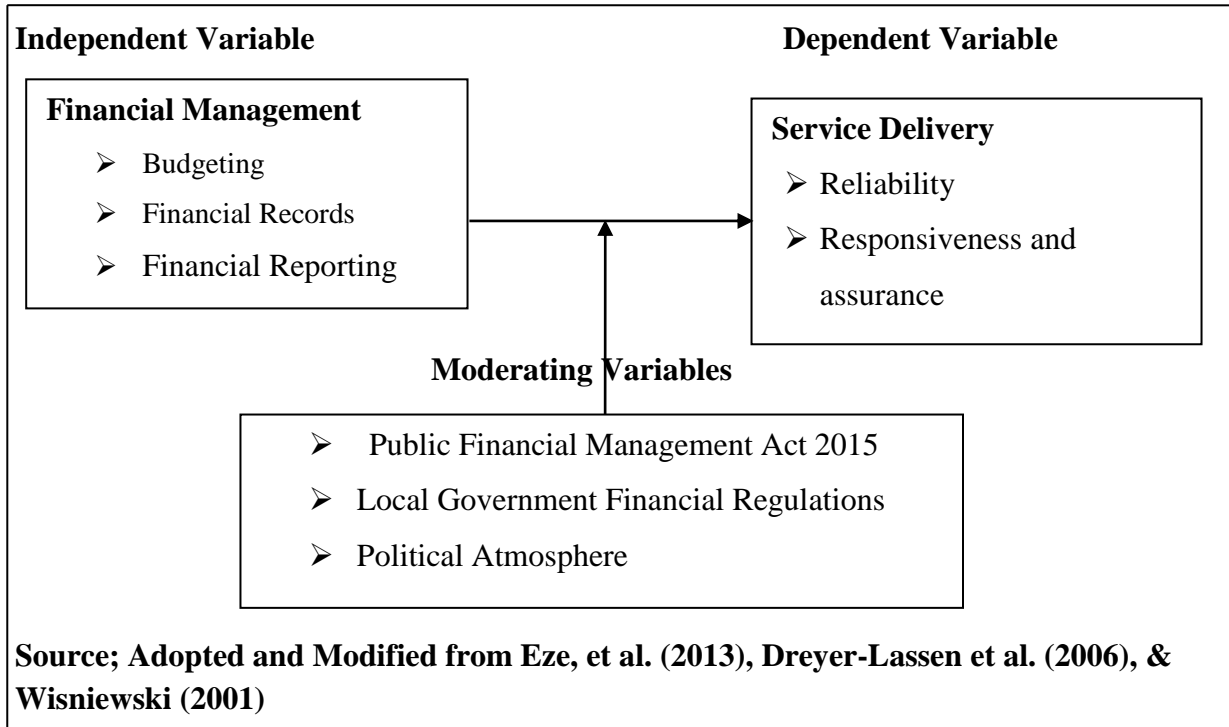 Independent Variable
Dependent Variable
Financial Management
➢ Budgeting
➢ Financial Records
➢ Financial Reporting
Service Delivery
➢ Reliability
➢ Responsiveness and
assurance
Moderating Variables
➢ Public Financial Management Act 2015
➢ Local Government Financial Regulations
➢ Political Atmosphere
Source; Adopted and Modified from Eze, et al. (2013), Dreyer-Lassen et al. (2006), &
Wisniewski (2001)